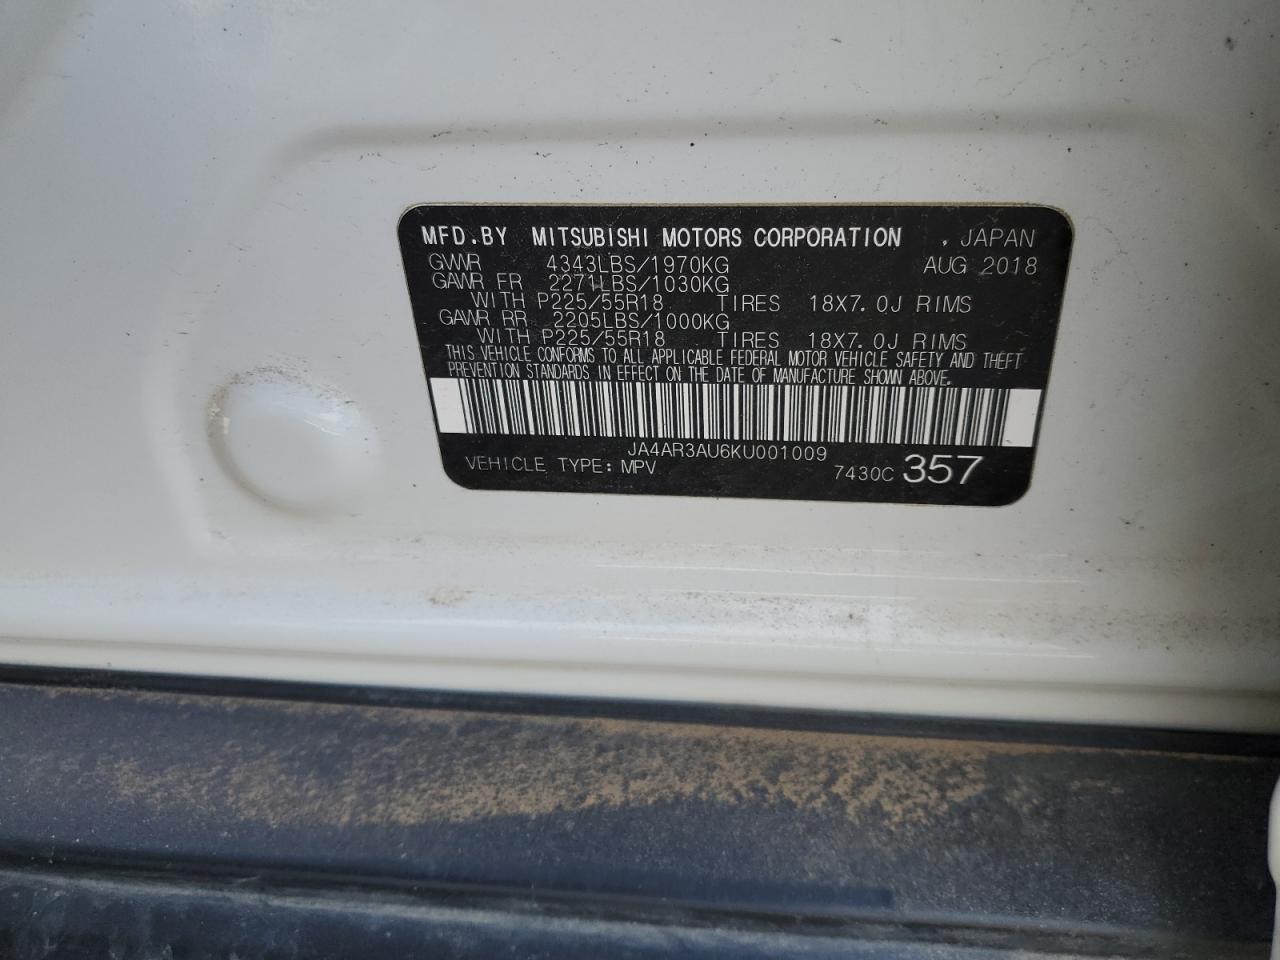 MFD.BY MITSUBISHI MOTORS CORPORATION , JAPAN
GVWR 4343LBS/1970KG AUG 2018
GAWR FR 2271LBS/1030KG
WITH P225/55R18 TIRES 18X7.0J RIMS
GAWR RR 2205LBS/1000KG
WITH P225/55R18 TIRES 18X7.0J RIMS
THIS VEHICLE CONFORMS TO ALL APPLICABLE FEDERAL MOTOR VEHICLE SAFETY AND THEFT
PREVENTION STANDARDS IN EFFECT ON THE DATE OF MANUFACTURE SHOWN ABOVE.
JA4AR3AU6KU001009
VEHICLE TYPE:MPV 7430C 357